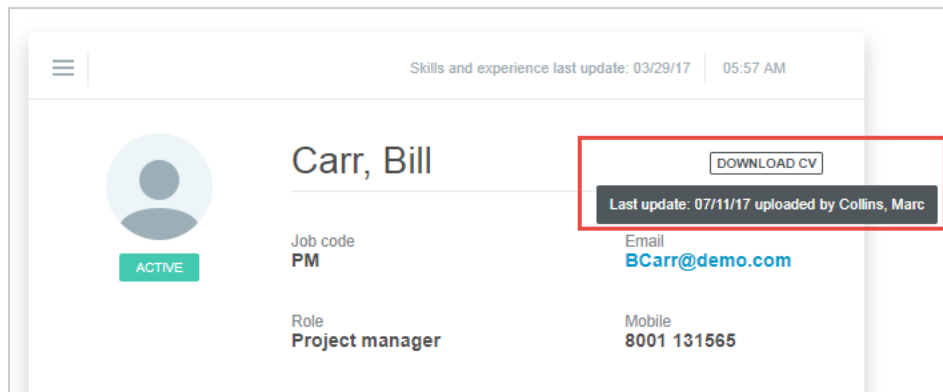 Skills and experience last update: 03/29/17 05:57 AM
Carr, Bill
DOWNLOAD CV
Last update: 07/11/17 uploaded by Collins, Marc
ACTIVE
Job code
PM
Email
BCarr@demo.com
Role
Project manager
Mobile
8001 131565